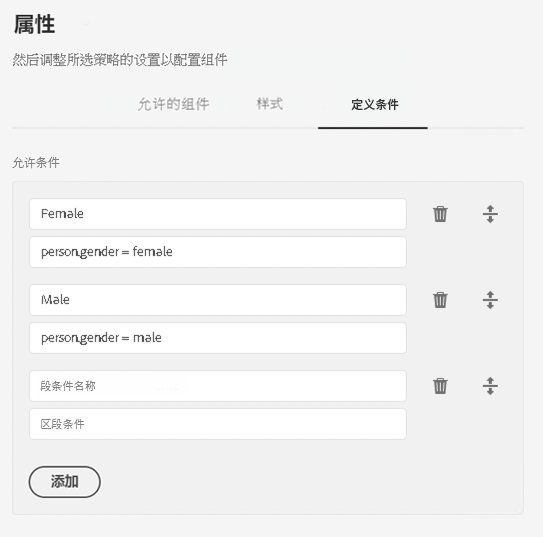 属性
然后调整所选策略的设置以配置组件
允许的组件 样式 定义条件
允许条件
Female
person.gender = female
Male
person.gender = male
段条件名称
区段条件
添加